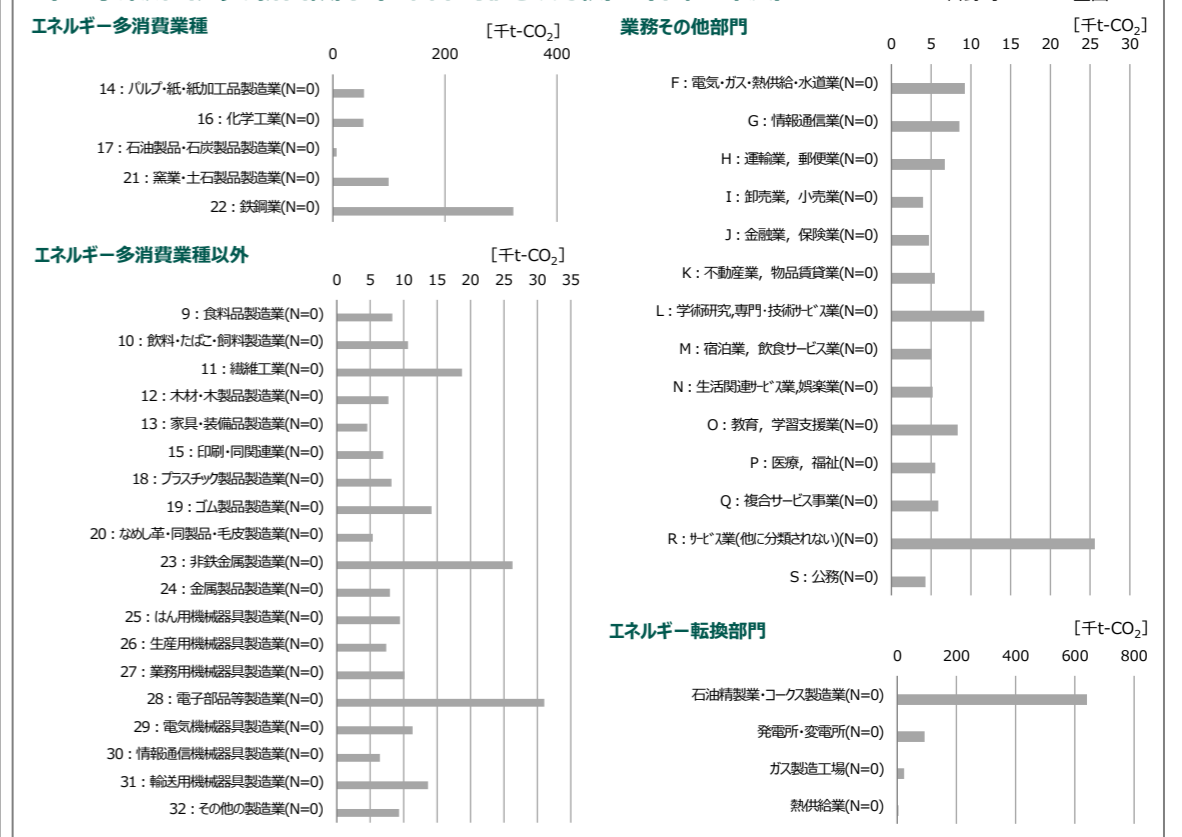 エネルギー多消費業種
[千t-CO2]
0 200 400
14：パルプ・紙・紙加工品製造業(N=0)
16：化学工業(N=0)
17：石油製品・石炭製品製造業(N=0)
21：窯業・土石製品製造業(N=0)
22：鉄鋼業(N=0)
エネルギー多消費業種以外
[千t-CO2]
0 5 10 15 20 25 30 35
9：食料品製造業(N=0)
10：飲料・たばこ・飼料製造業(N=0)
11：繊維工業(N=0)
12：木材・木製品製造業(N=0)
13：家具・装備品製造業(N=0)
15：印刷・同関連業(N=0)
18：プラスチック製品製造業(N=0)
19：ゴム製品製造業(N=0)
20：なめし革・同製品・毛皮製造業(N=0)
23：非鉄金属製造業(N=0)
24：金属製品製造業(N=0)
25：はん用機械器具製造業(N=0)
26：生産用機械器具製造業(N=0)
27：業務用機械器具製造業(N=0)
28：電子部品等製造業(N=0)
29：電気機械器具製造業(N=0)
30：情報通信機械器具製造業(N=0)
31：輸送用機械器具製造業(N=0)
32：その他の製造業(N=0)
業務その他部門
[千t-CO2]
0 5 10 15 20 25 30
F：電気・ガス・熱供給・水道業(N=0)
G：情報通信業(N=0)
H：運輸業，郵便業(N=0)
I：卸売業，小売業(N=0)
J：金融業，保険業(N=0)
K：不動産業，物品賃貸業(N=0)
L：学術研究,専門・技術サービス業(N=0)
M：宿泊業，飲食サービス業(N=0)
N：生活関連サービス業,娯楽業(N=0)
O：教育，学習支援業(N=0)
P：医療，福祉(N=0)
Q：複合サービス事業(N=0)
R：サービス業(他に分類されない)(N=0)
S：公務(N=0)
エネルギー転換部門
[千t-CO2]
0 200 400 600 800
石油精製業・コークス製造業(N=0)
発電所・変電所(N=0)
ガス製造工場(N=0)
熱供給業(N=0)